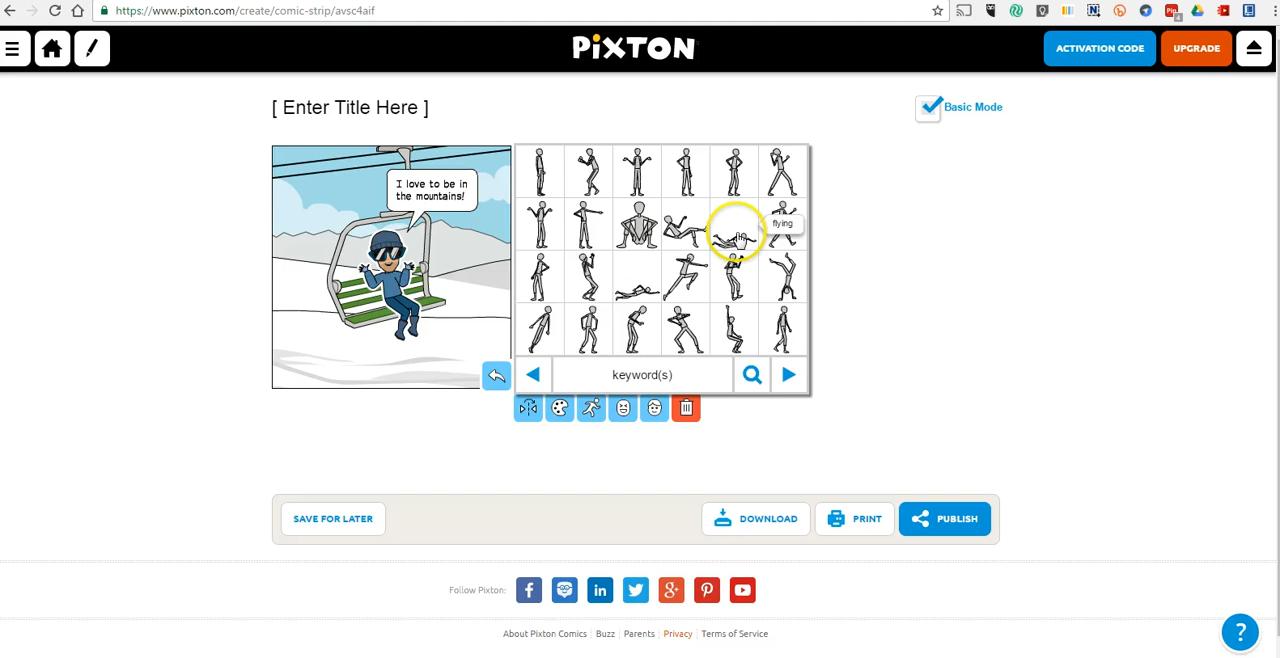 https://www.pixton.com/create/comic-strip/avsc4aif
4
PiXTON
ACTIVATION CODE
UPGRADE
[ Enter Title Here ]
Basic Mode
I love to be in
the mountains!
flying
keyword(s)
SAVE FOR LATER
DOWNLOAD
PRINT
PUBLISH
Follow Pixton:
About Pixton Comics Buzz Parents Privacy Terms of Service
?